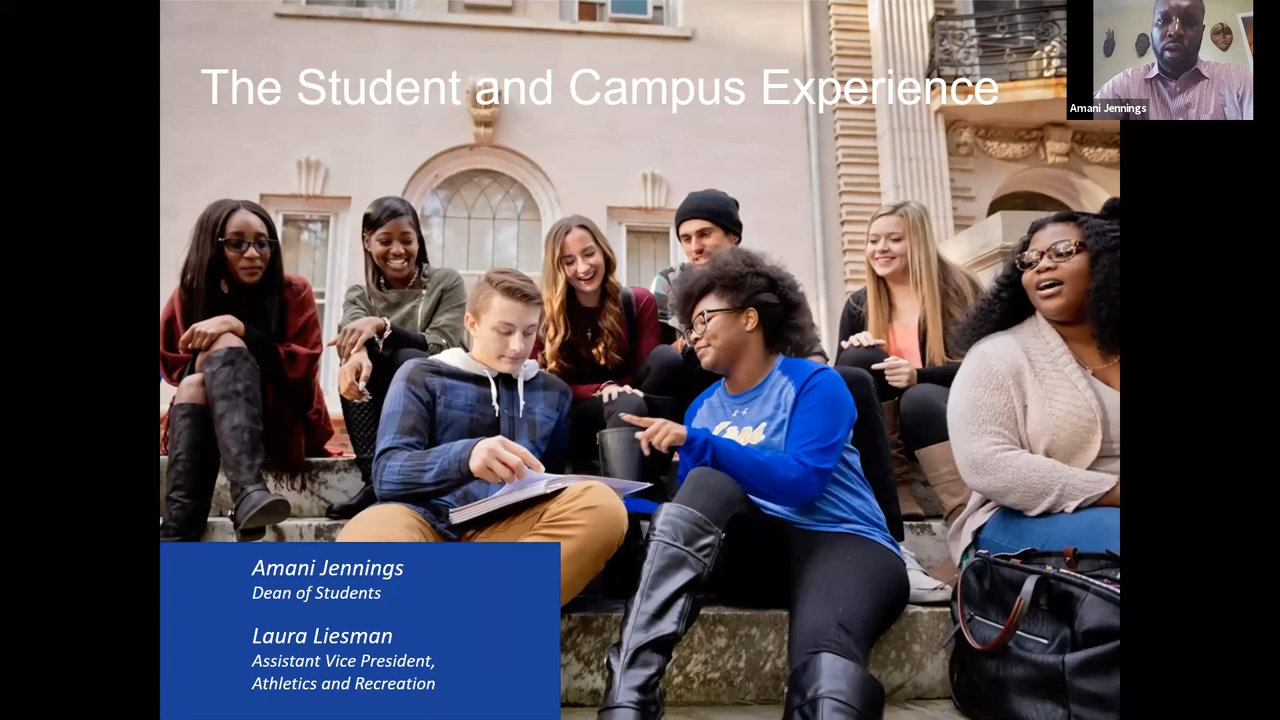 The Student and Campus Experience
Amani Jennings
Amani Jennings
Dean of Students
Laura Liesman
Assistant Vice President,
Athletics and Recreation